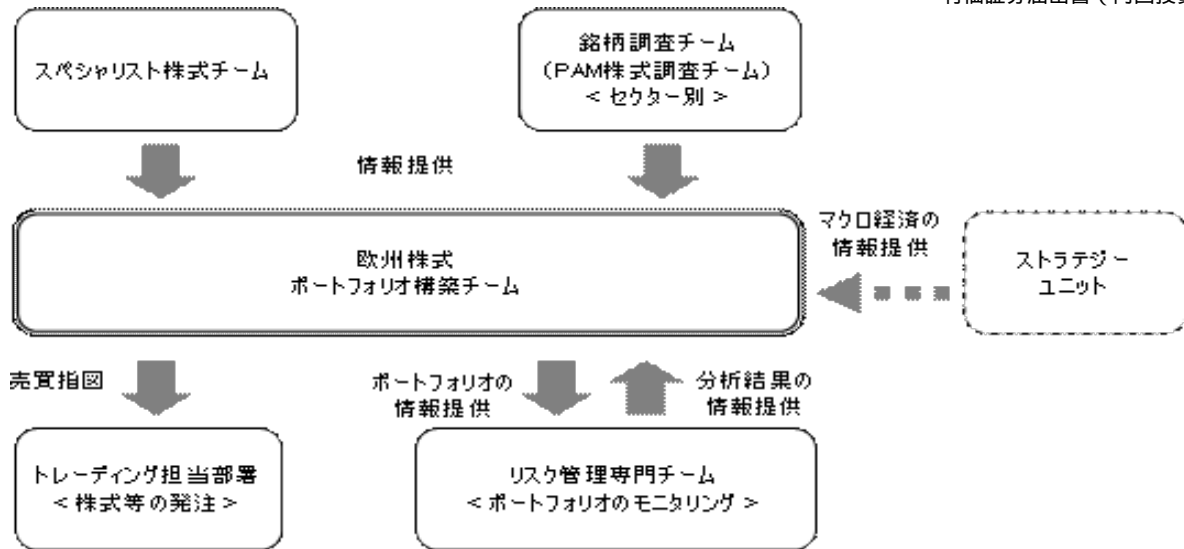 有価証券届出書(内国投資
スペシャリスト株式チーム
銘柄調査チーム
(PAM株式調査チーム)
<セクター別>
情報提供
マクロ経済の
情報提供
欧州株式
ポートフォリオ構築チーム
ストラテジー
ユニット
売買指図
ポートフォリオの
情報提供
分析結果の
情報提供
トレーディング担当部署
<株式等の発注>
リスク管理専門チーム
<ポートフォリオのモニタリング>